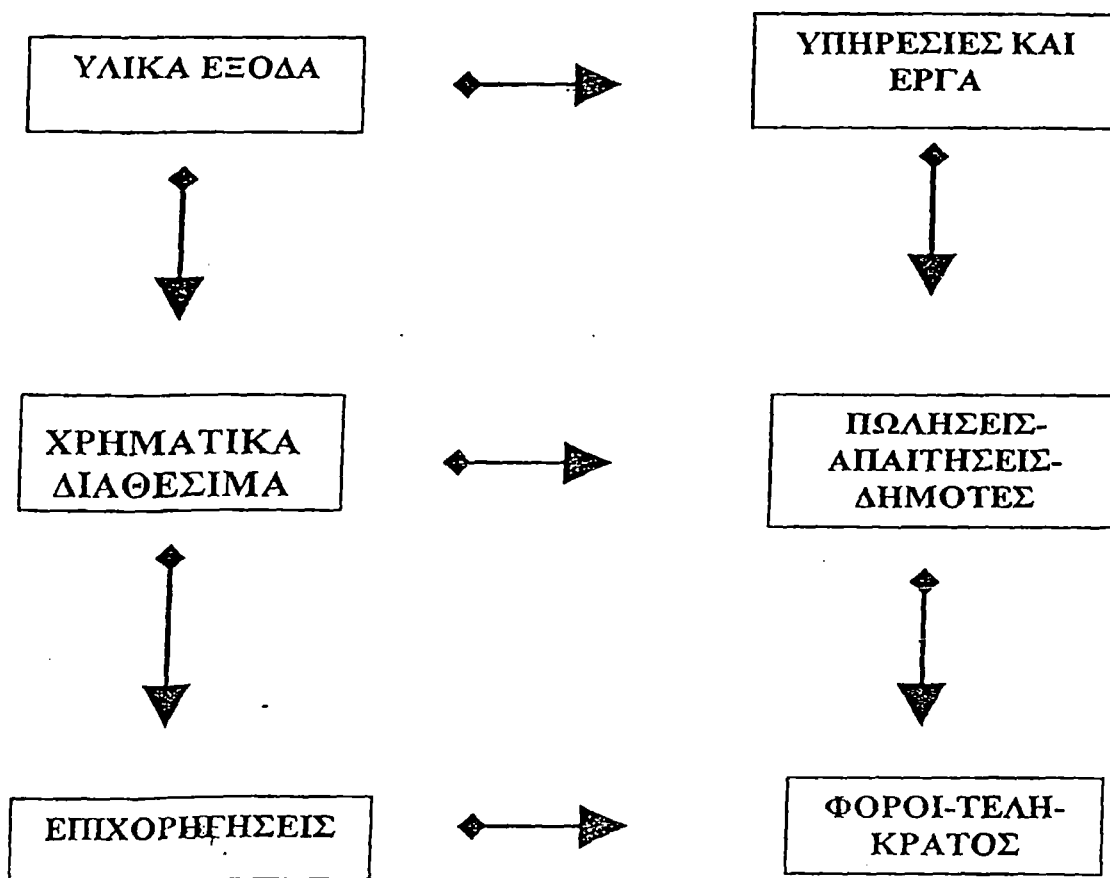 ΥΛΙΚΑ ΕΞΟΔΑ
ΥΠΗΡΕΣΙΕΣ ΚΑΙ
ΕΡΓΑ
ΧΡΗΜΑΤΙΚΑ
ΔΙΑΘΕΣΙΜΑ
ΠΩΛΗΣΕΙΣ-
ΑΠΑΙΤΗΣΕΙΣ-
ΔΗΜΟΤΕΣ
ΕΠΙΧΟΡΗΓΗΣΕΙΣ
ΦΟΡΟΙ-ΤΕΛΗ-
ΚΡΑΤΟΣ